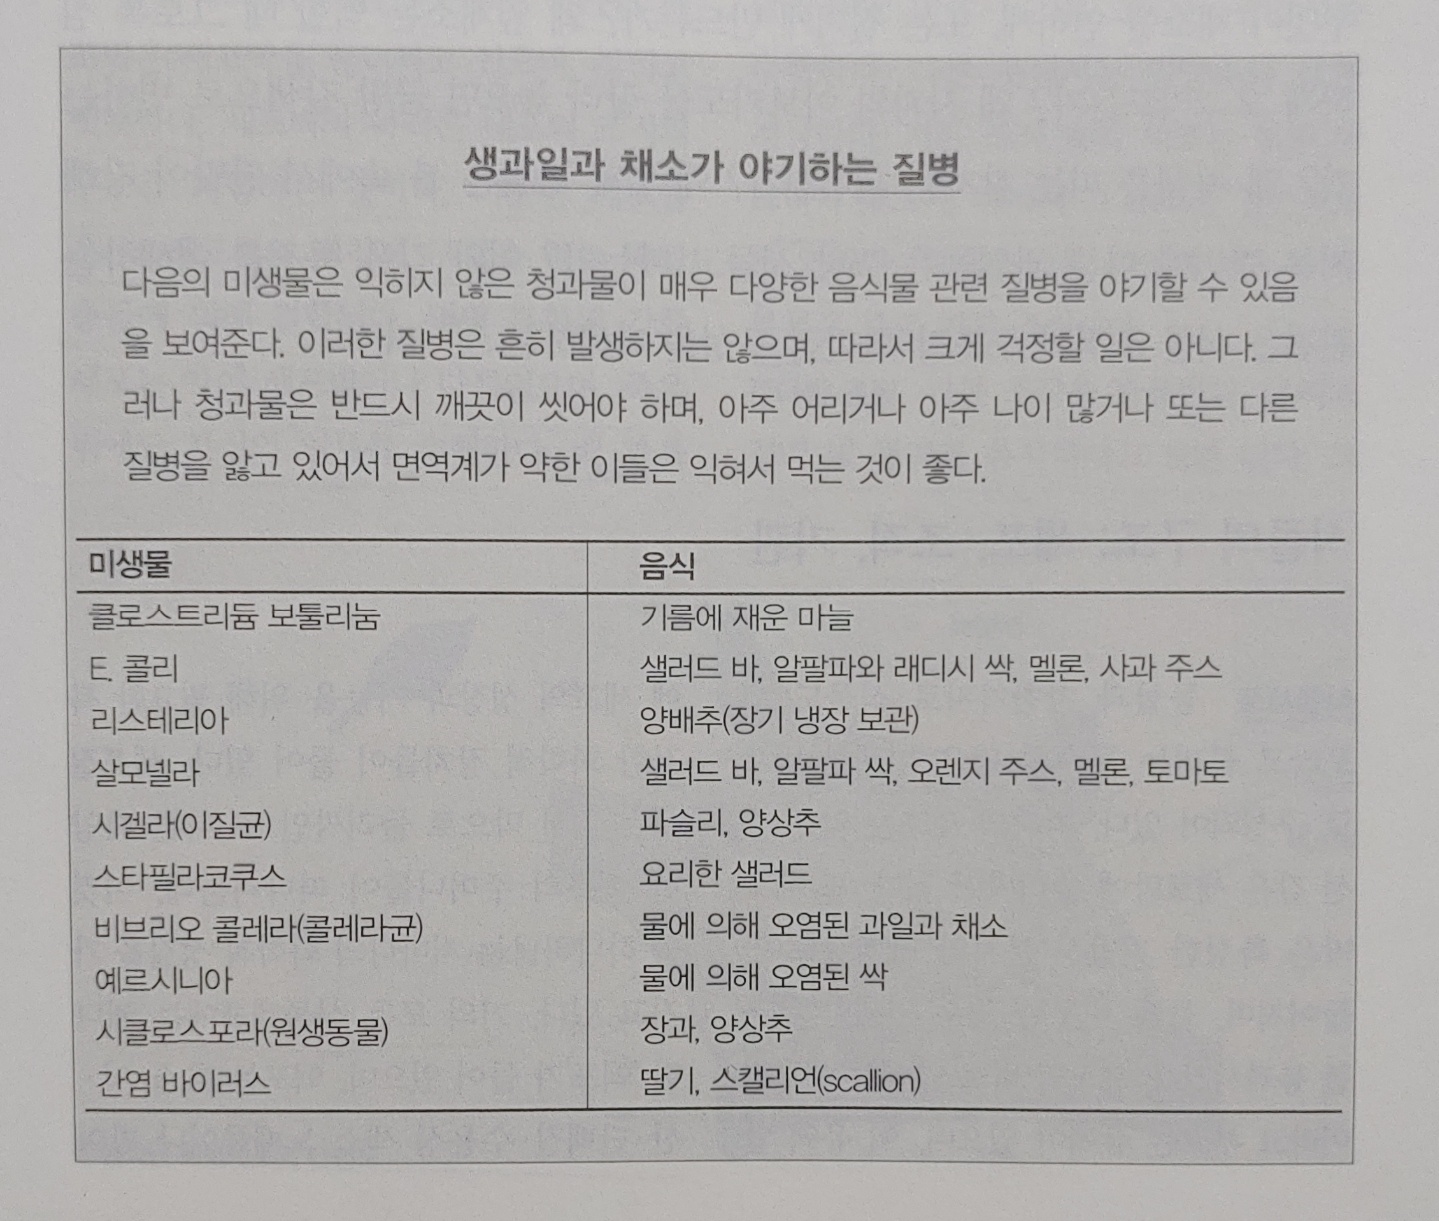 생과일과 채소가 야기하는 질병
다음의 미생물은 익히지 않은 청과물이 매우 다양한 음식물 관련 질병을 야기할 수 있음
을 보여준다. 이러한 질병은 흔히 발생하지는 않으며, 따라서 크게 걱정할 일은 아니다. 그
러나 청과물은 반드시 깨끗이 씻어야 하며, 아주 어리거나 아주 나이 많거나 또는 다른
질병을 앓고 있어서 면역계가 약한 이들은 익혀서 먹는 것이 좋다.
미생물 음식
클로스트리듐 보툴리눔 기름에 재운 마늘
E. 콜리 샐러드 바, 알팔파와 래디시 싹, 멜론, 사과 주스
리스테리아 양배추(장기 냉장 보관)
살모넬라 샐러드 바, 알팔파 싹, 오렌지 주스, 멜론, 토마토
시겔라(이질균) 파슬리, 양상추
스타필라코쿠스 요리한 샐러드
비브리오 콜레라(콜레라균) 물에 의해 오염된 과일과 채소
예르시니아 물에 의해 오염된 싹
시클로스포라(원생동물) 장과, 양상추
간염 바이러스 딸기, 스캘리언(scallion)